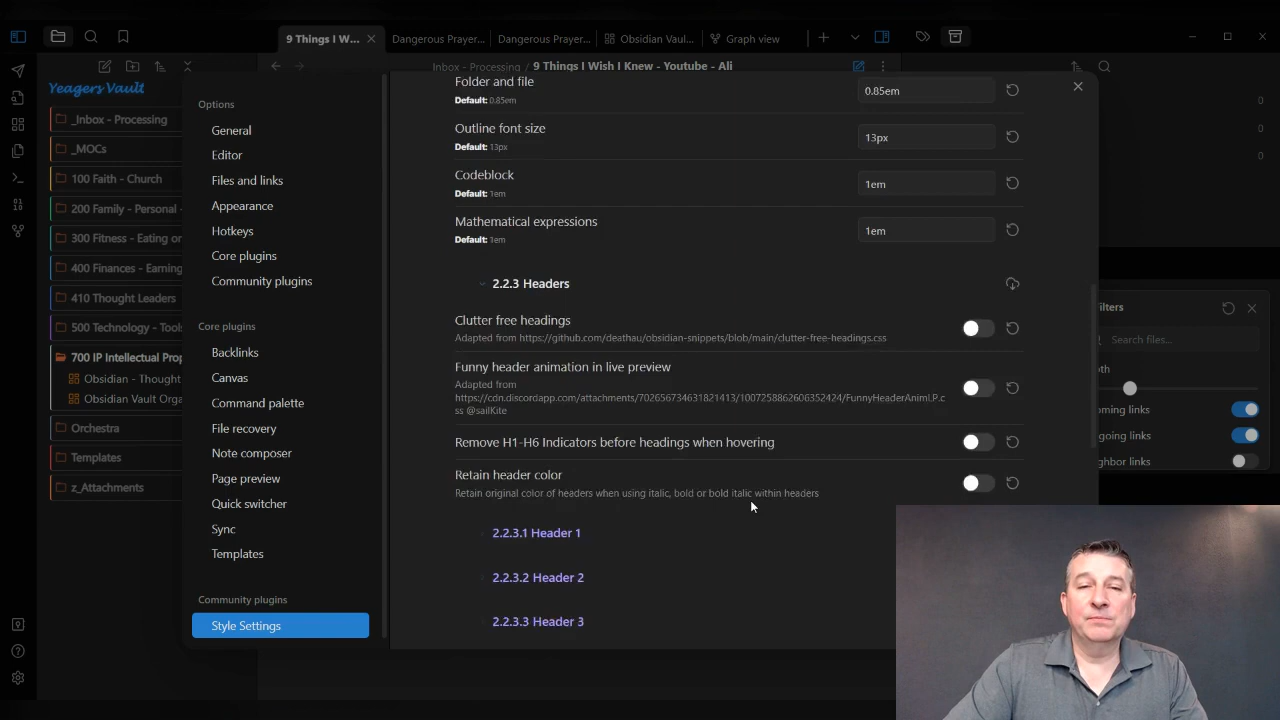 9 Things I W...
Dangerous Prayer...
Dangerous Prayer...
Obsidian Vaul...
Graph view
Inbox - Processing / 9 Things I Wish I Knew - Youtube - Ali
Yeagers Vault
_Inbox - Processing
_MOCs
100 Faith - Church
200 Family - Personal -
300 Fitness - Eating or
400 Finances - Earning
410 Thought Leaders
500 Technology - Tools
700 IP Intellectual Prop
Obsidian - Thought
Obsidian Vault Orga
Orchestra
Templates
z_Attachments
Options
General
Editor
Files and links
Appearance
Hotkeys
Core plugins
Community plugins
Core plugins
Backlinks
Canvas
Command palette
File recovery
Note composer
Page preview
Quick switcher
Sync
Templates
Community plugins
Style Settings
Folder and file
Default: 0.85em
0.85em
Outline font size
Default: 13px
13px
Codeblock
Default: 1em
1em
Mathematical expressions
Default: 1em
1em
2.2.3 Headers
Clutter free headings
Adapted from https://github.com/deathau/obsidian-snippets/blob/main/clutter-free-headings.css
Funny header animation in live preview
Adapted from
https://cdn.discordapp.com/attachments/702656734631821413/1007258862606352424/FunnyHeaderAnimI.P.c
ss @sailKite
Remove H1-H6 Indicators before headings when hovering
Retain header color
Retain original color of headers when using italic, bold or bold italic within headers
2.2.3.1 Header 1
2.2.3.2 Header 2
2.2.3.3 Header 3
0
0
0
ilters
Search files...
pth
oming links
going links
ighbor links